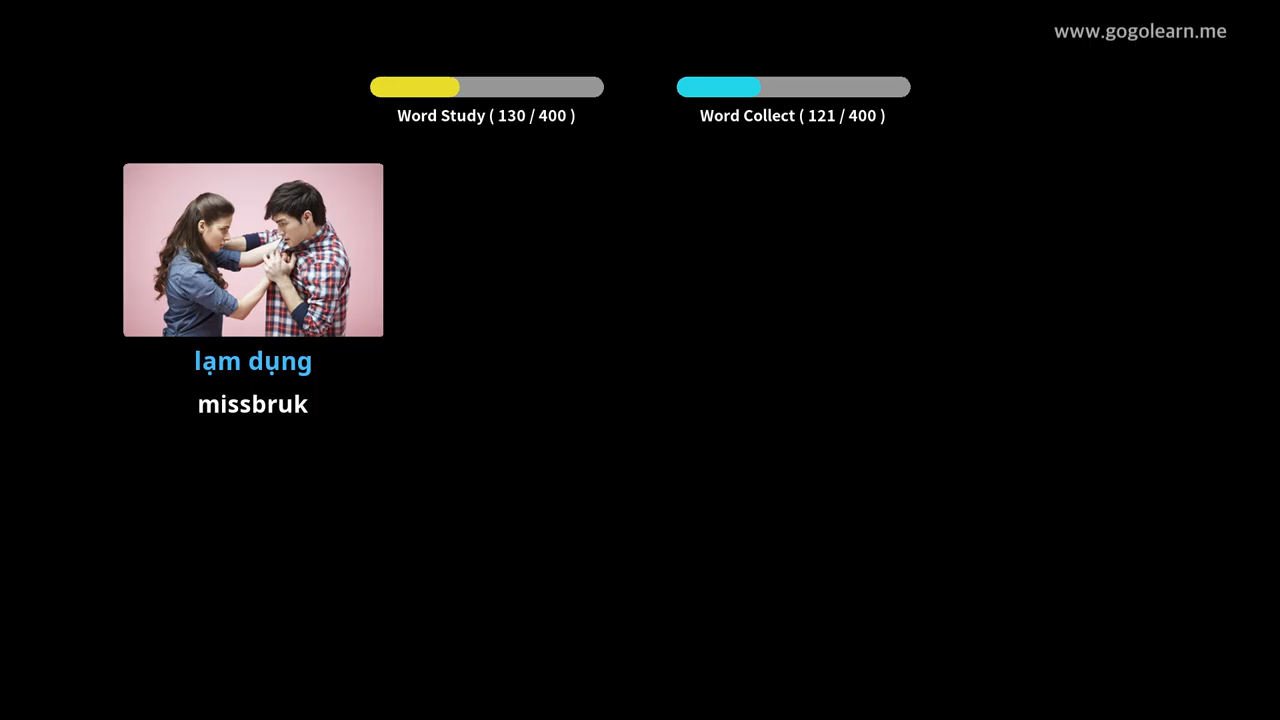 www.gogolearn.me
Word Study ( 130 / 400 )
Word Collect ( 121 / 400 )
lạm dụng
missbruk